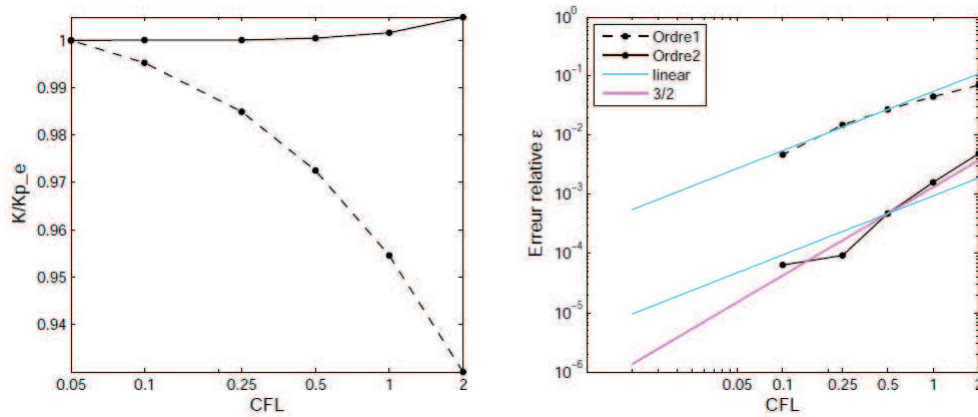 1
0.99
0.98
0.97
0.96
0.95
0.94
0.05 0.1 0.25 0.5 1 2
CFL
K/Kp_e
10^0
10^-1
10^-2
10^-3
10^-4
10^-5
10^-6
Ordre1
Ordre2
linear
3/2
0.05 0.1 0.25 0.5 1 2
CFL
Erreur relative ε